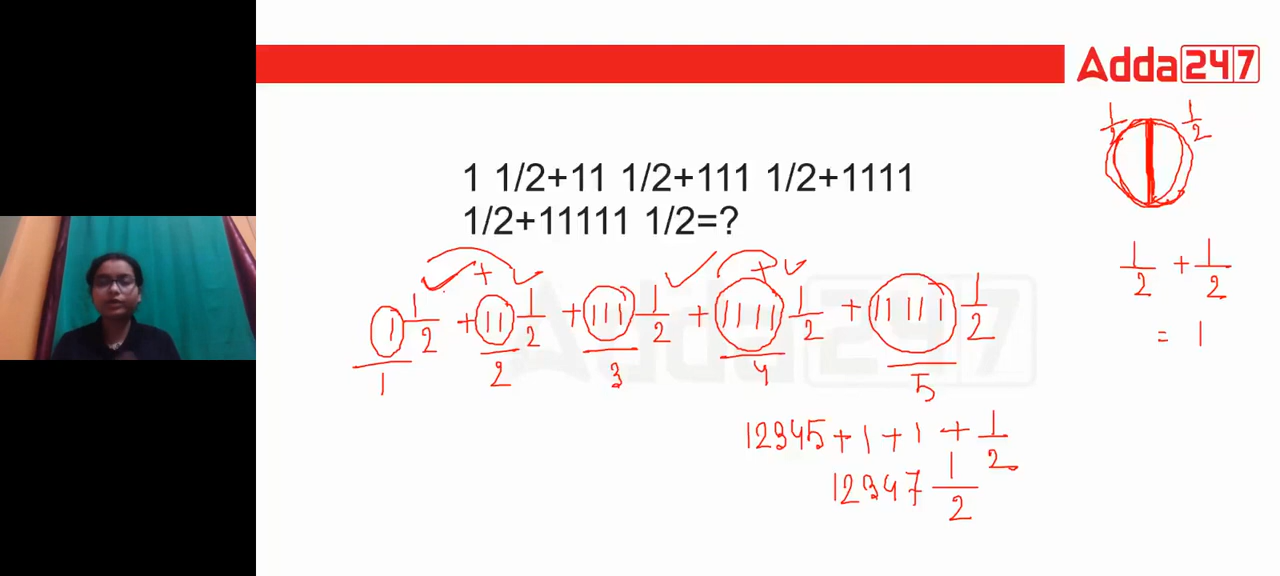 Adda247
1 1/2+11 1/2+111 1/2+1111
1/2+11111 1/2=?
1/2 1/2
1/2 + 1/2
= 1
+ +
1 1/2 + 11 1/2 + 111 1/2 + 1111 1/2 + 11111 1/2
1 2 3 4 5
12345 + 1 + 1 + 1/2
12347 1/2